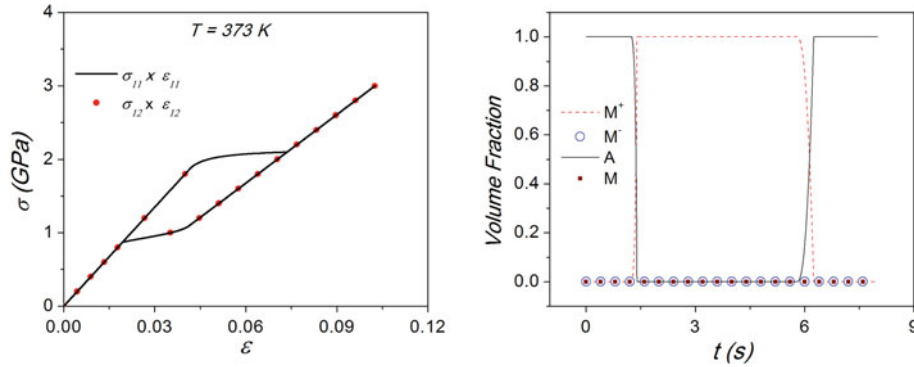 T = 373 K
σ₁₁ x ε₁₁
σ₁₂ x ε₁₂
σ (GPa)
4
3
2
1
0
0.00 0.03 0.06 0.09 0.12
ε
Volume Fraction
1.0
0.8
0.6
0.4
0.2
0.0
M⁺
M⁻
A
M
0 3 6 9
t (s)